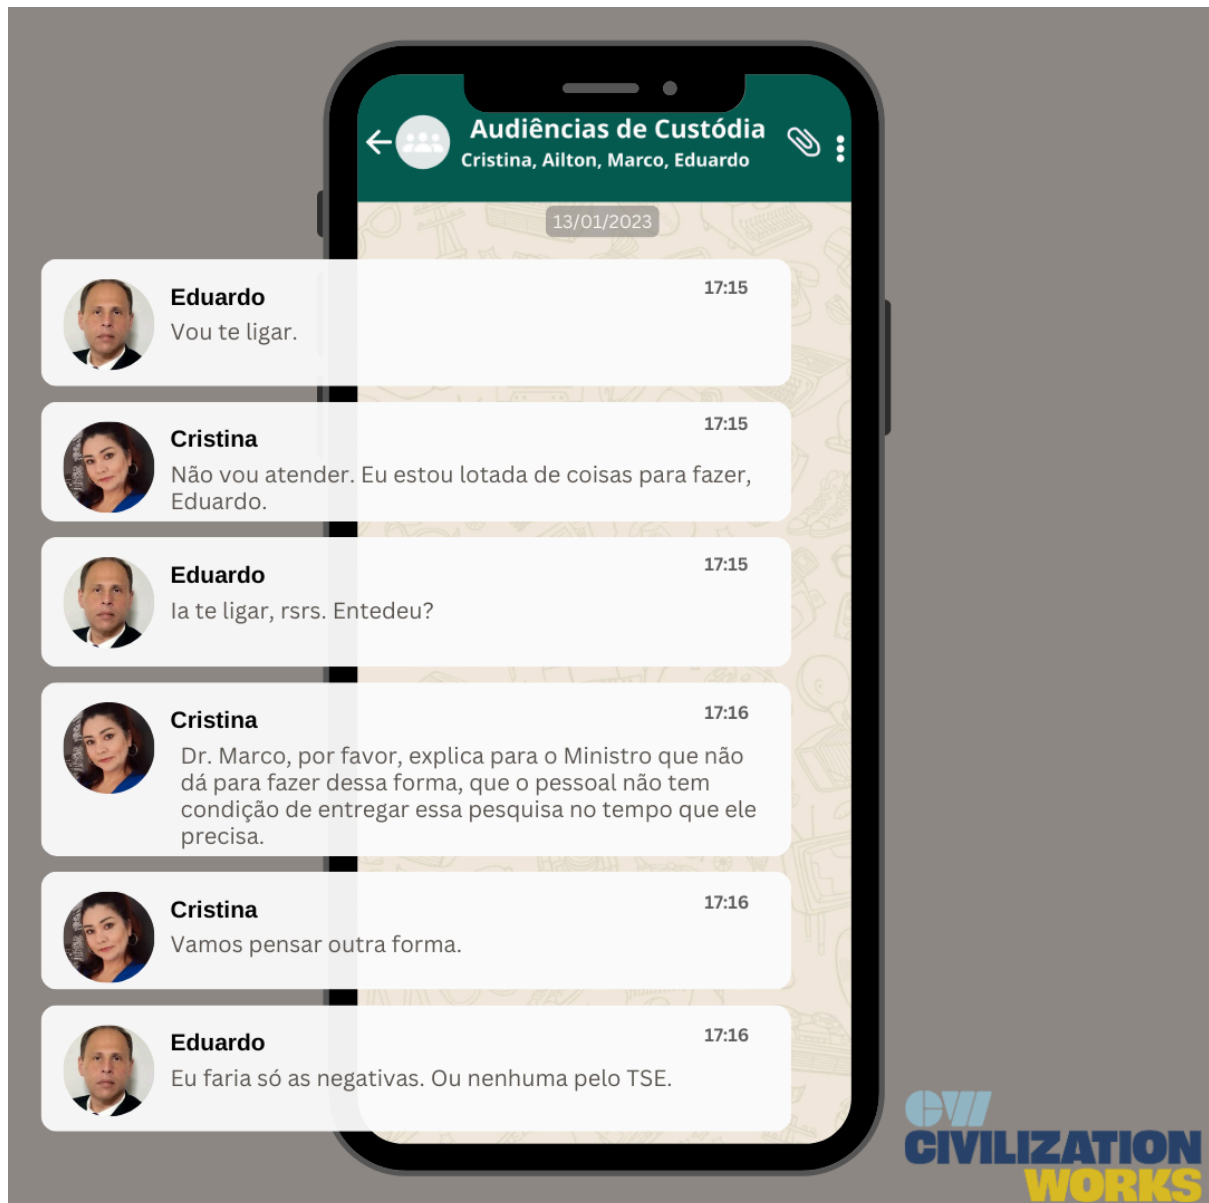 Audiências de Custódia
Cristina, Ailton, Marco, Eduardo
13/01/2023
Eduardo
17:15
Vou te ligar.
Cristina
17:15
Não vou atender. Eu estou lotada de coisas para fazer,
Eduardo.
Eduardo
17:15
Ia te ligar, rsrs. Entedeu?
Cristina
17:16
Dr. Marco, por favor, explica para o Ministro que não
dá para fazer dessa forma, que o pessoal não tem
condição de entregar essa pesquisa no tempo que ele
precisa.
Cristina
17:16
Vamos pensar outra forma.
Eduardo
17:16
Eu faria só as negativas. Ou nenhuma pelo TSE.
CW
CIVILIZATION
WORKS